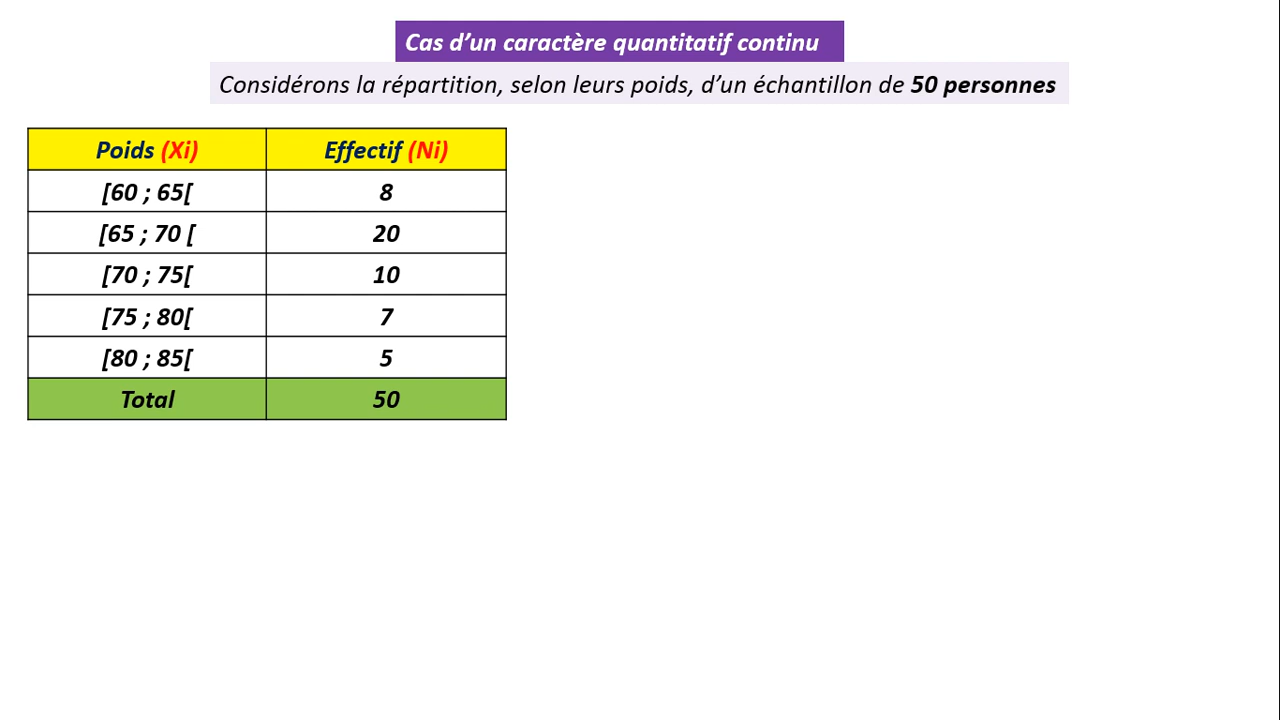 Cas d’un caractère quantitatif continu
Considérons la répartition, selon leurs poids, d’un échantillon de 50 personnes
Poids (Xi) Effectif (Ni)
[60 ; 65[ 8
[65 ; 70 [ 20
[70 ; 75[ 10
[75 ; 80[ 7
[80 ; 85[ 5
Total 50